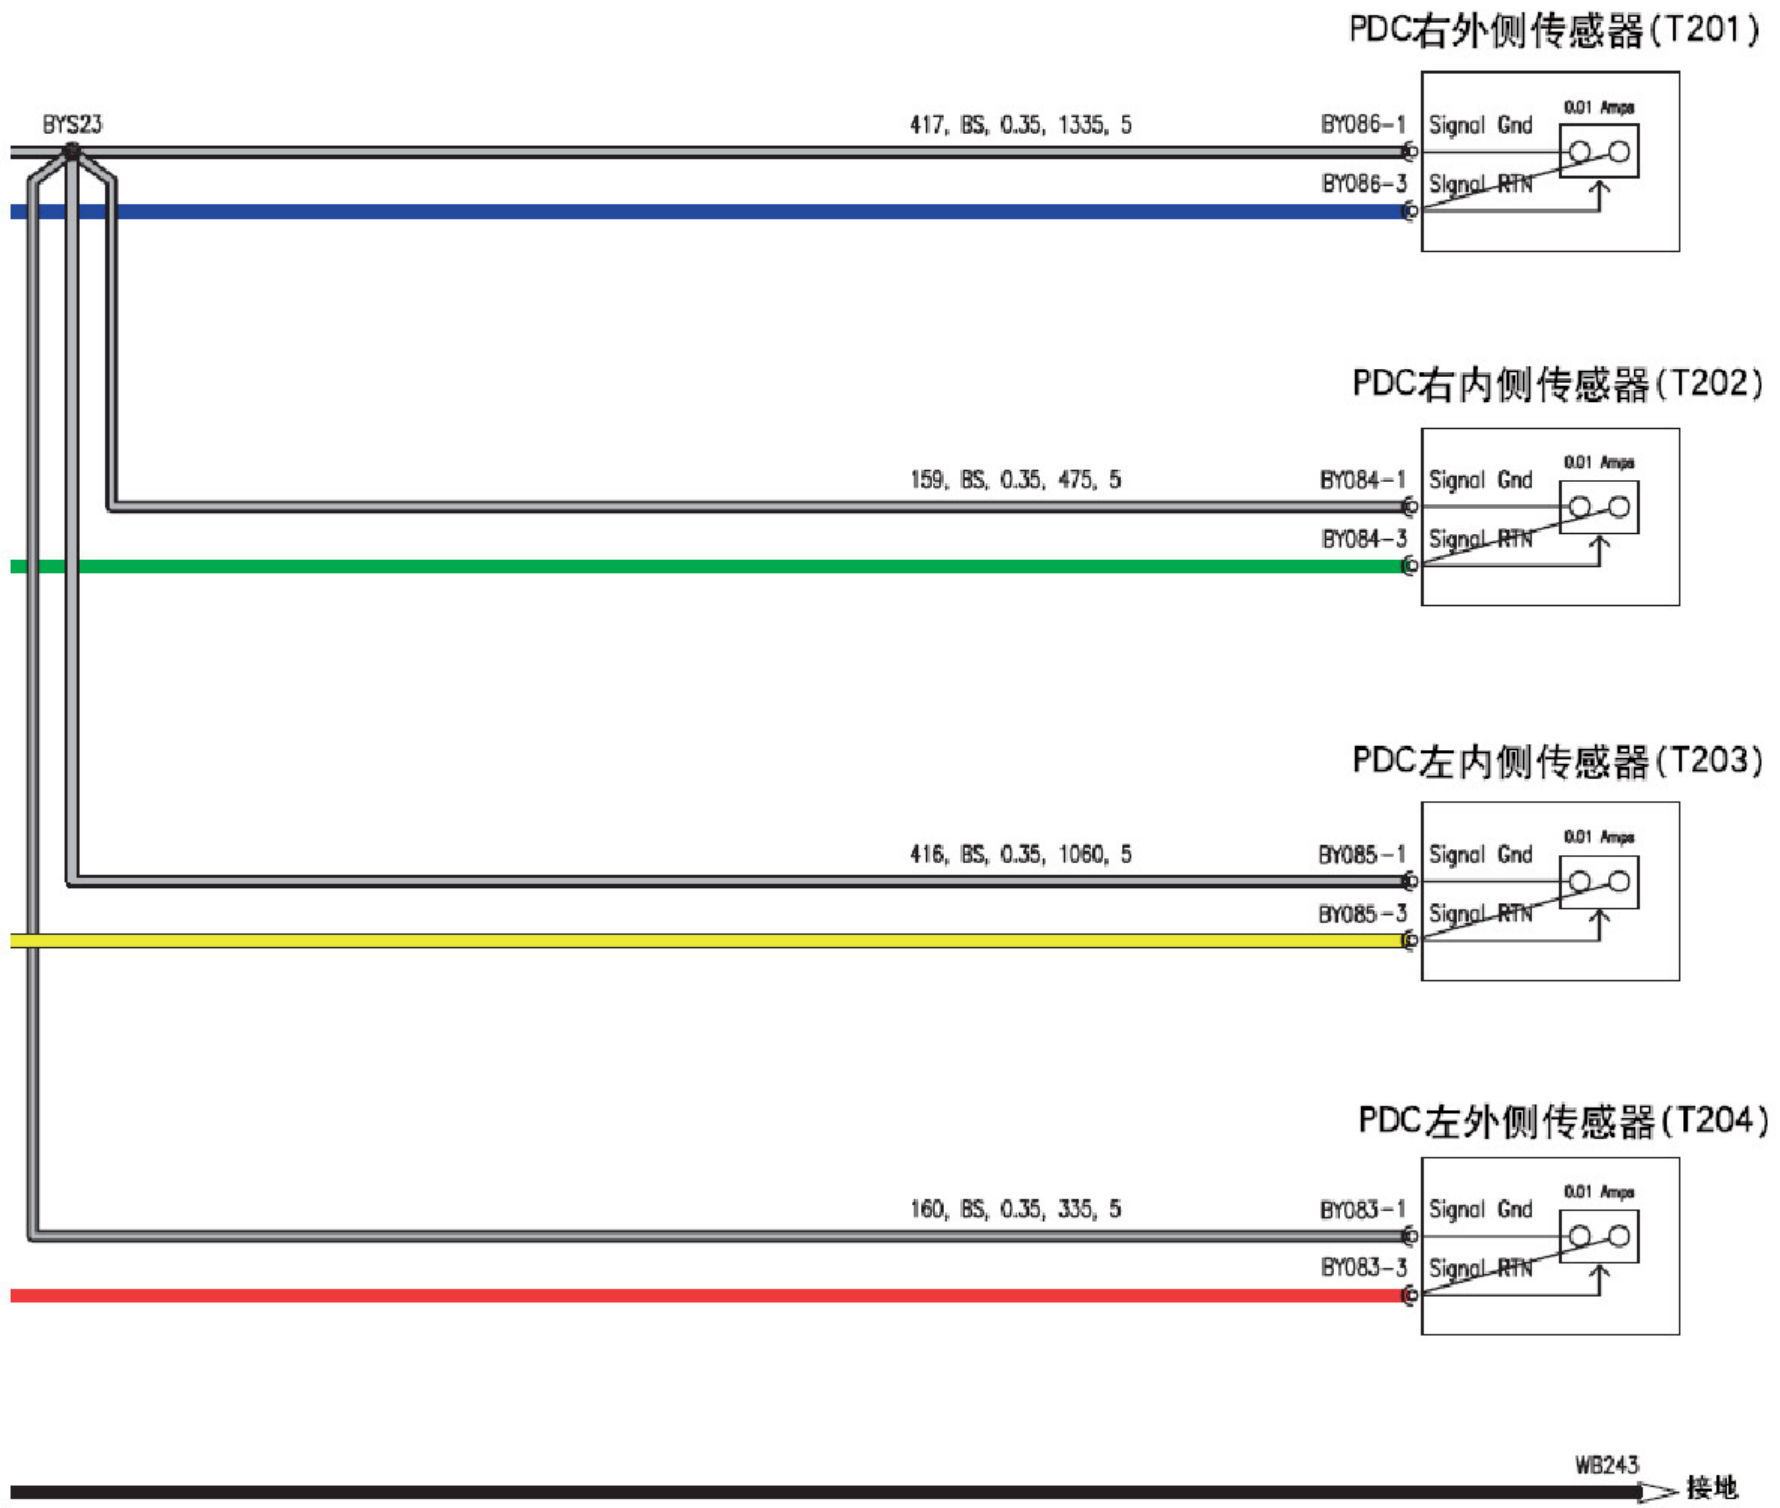 PDC右外侧传感器(T201)
0.01 Amps
BYS23
417, BS, 0.35, 1335, 5
BY086-1
Signal Gnd
BY086-3
Signal RTN
PDC右内侧传感器(T202)
0.01 Amps
159, BS, 0.35, 475, 5
BY084-1
Signal Gnd
BY084-3
Signal RTN
PDC左内侧传感器(T203)
0.01 Amps
416, BS, 0.35, 1060, 5
BY085-1
Signal Gnd
BY085-3
Signal RTN
PDC左外侧传感器(T204)
0.01 Amps
160, BS, 0.35, 335, 5
BY083-1
Signal Gnd
BY083-3
Signal RTN
WB243
接地